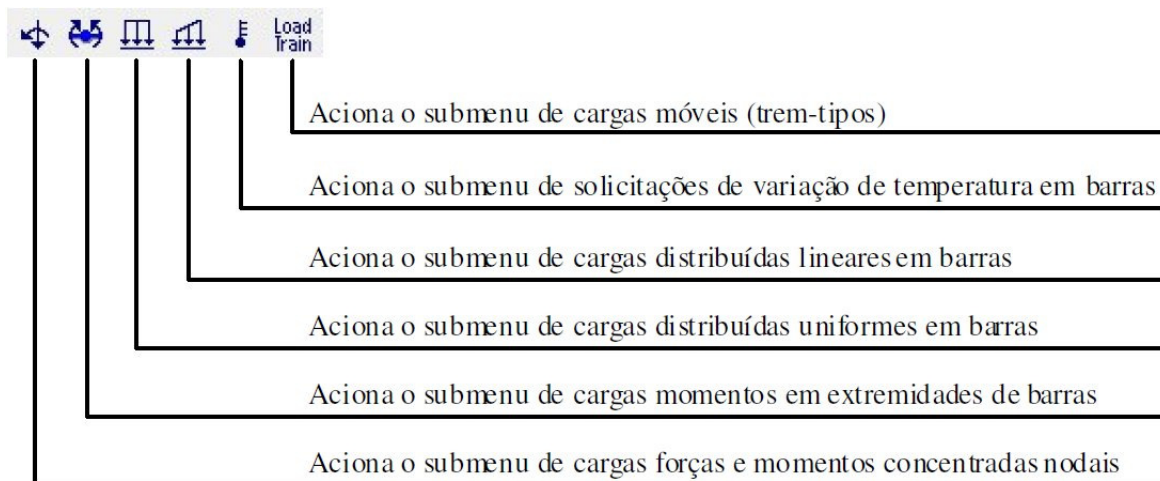 Load
Train
Aciona o submenu de cargas móveis (trem-tipos)
Aciona o submenu de solicitações de variação de temperatura em barras
Aciona o submenu de cargas distribuídas lineares em barras
Aciona o submenu de cargas distribuídas uniformes em barras
Aciona o submenu de cargas momentos em extremidades de barras
Aciona o submenu de cargas forças e momentos concentradas nodais